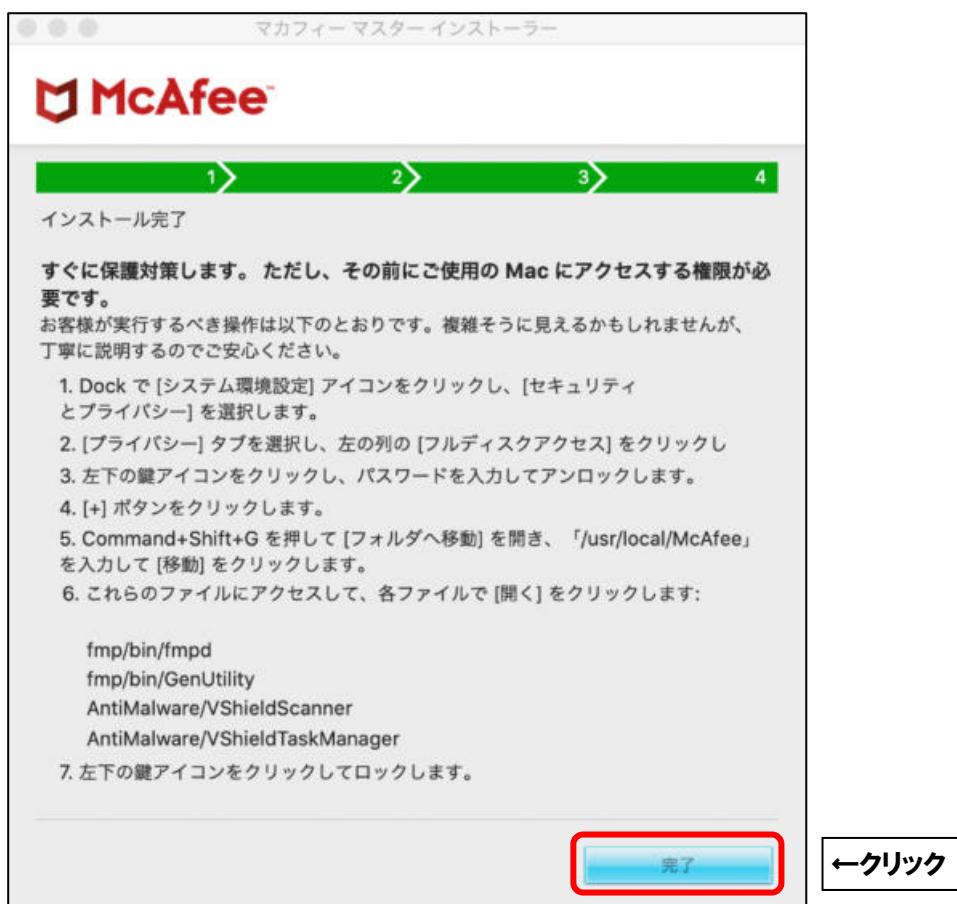 マカフィー マスター インストーラー
McAfee™
1 2 3 4
インストール完了
すぐに保護対策します。 ただし、その前にご使用の Mac にアクセスする権限が必
要です。
お客様が実行するべき操作は以下のとおりです。複雑そうに見えるかもしれませんが、
丁寧に説明するのでご安心ください。
1. Dock で [システム環境設定] アイコンをクリックし、[セキュリティ
とプライバシー] を選択します。
2. [プライバシー] タブを選択し、左の列の [フルディスクアクセス] をクリックし
3. 左下の鍵アイコンをクリックし、パスワードを入力してアンロックします。
4. [+] ボタンをクリックします。
5. Command+Shift+G を押して [フォルダへ移動] を開き、「/usr/local/McAfee」
を入力して [移動] をクリックします。
6. これらのファイルにアクセスして、各ファイルで [開く] をクリックします:
fmp/bin/fmpd
fmp/bin/GenUtility
AntiMalware/VShieldScanner
AntiMalware/VShieldTaskManager
7. 左下の鍵アイコンをクリックしてロックします。
完了
←クリック